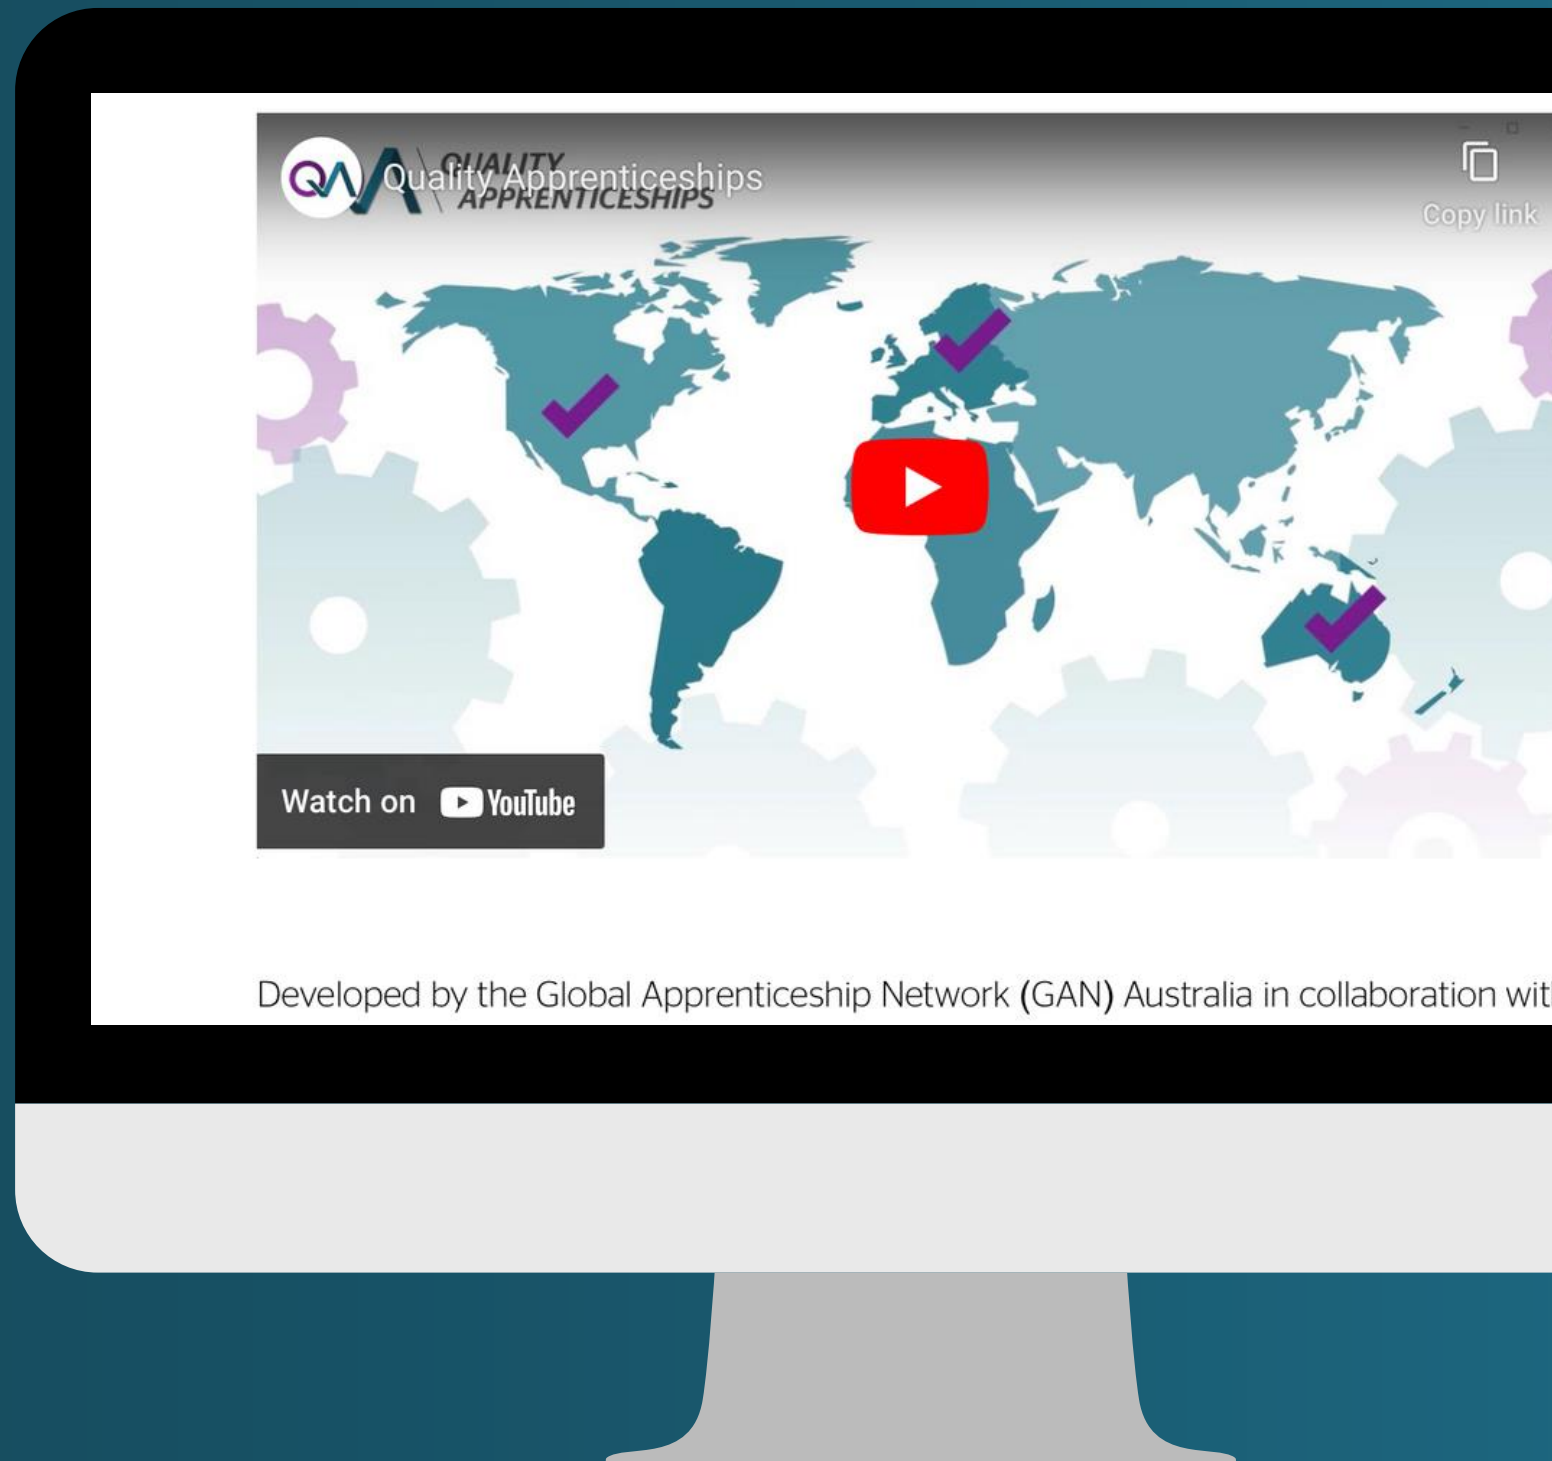 QA
QUALITY
APPRENTICESHIPS
Quality Apprenticeships
Copy link
Watch on YouTube
Developed by the Global Apprenticeship Network (GAN) Australia in collaboration wit